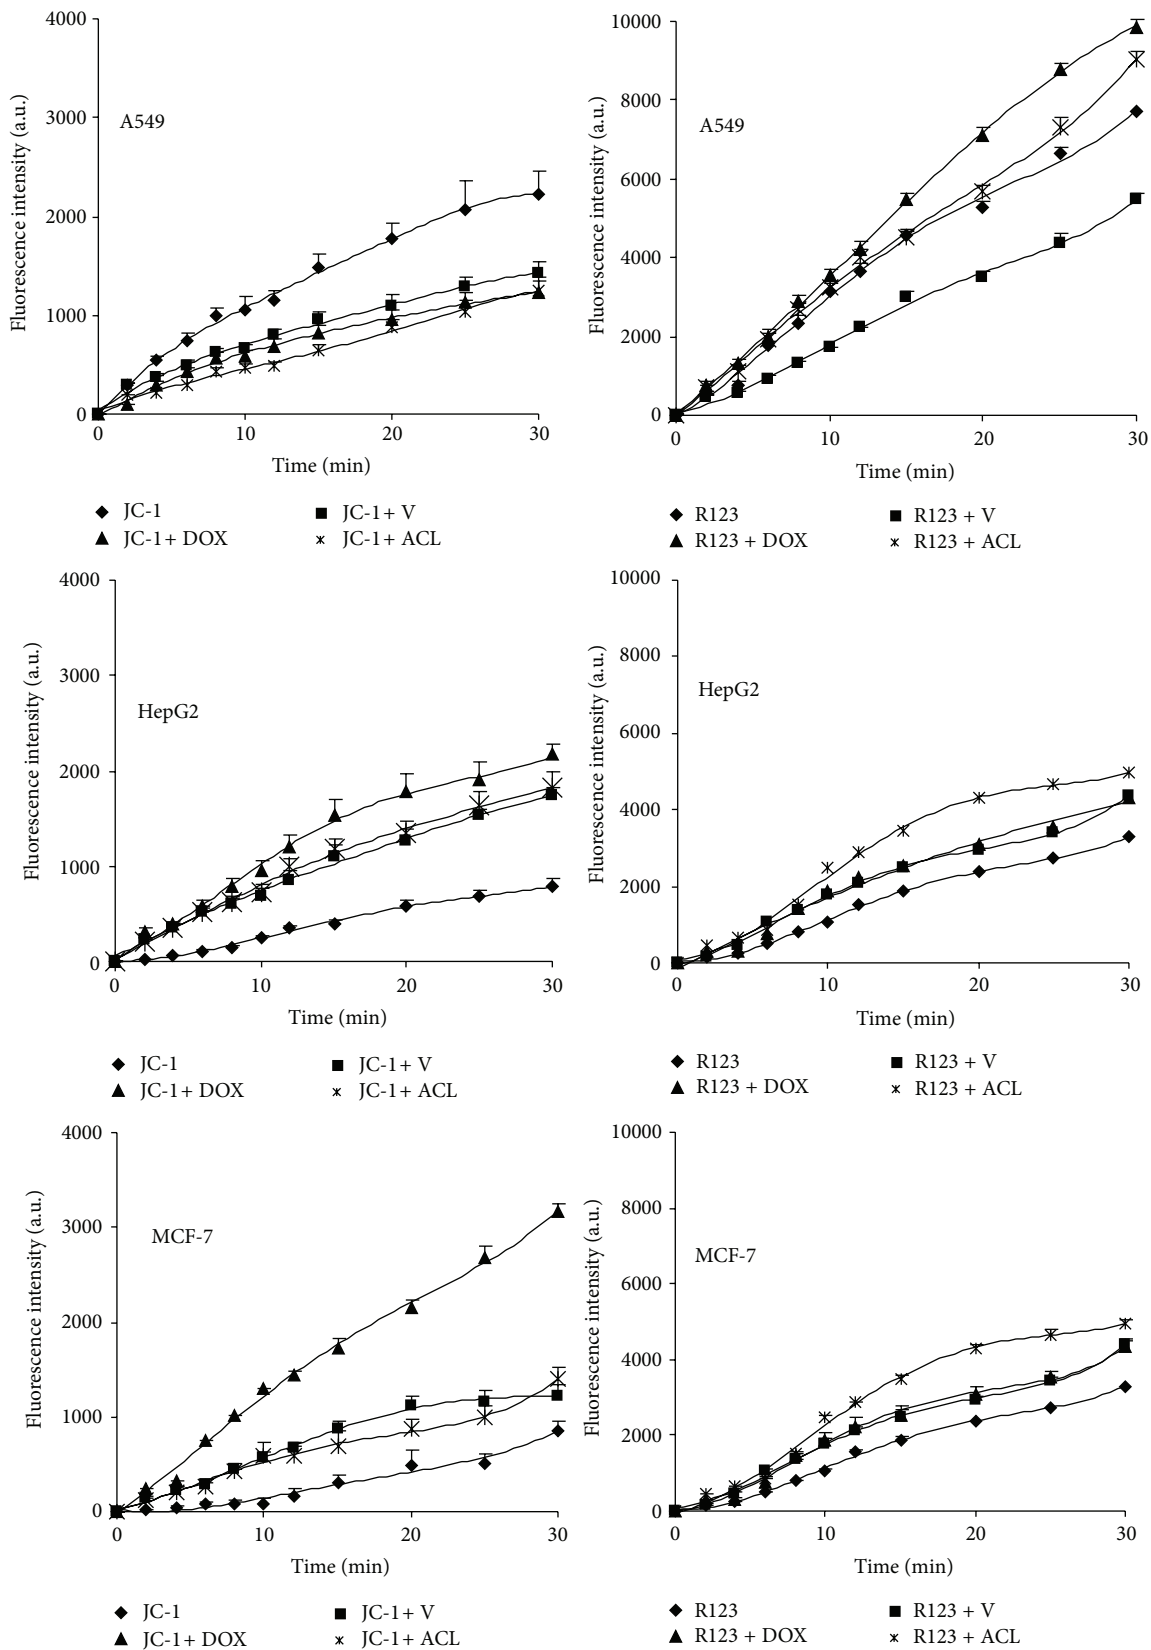 4000
3000
2000
1000
0
Fluorescence intensity (a.u.)
A549
0 10 20 30
Time (min)
JC-1 JC-1 + V
JC-1 + DOX JC-1 + ACL
10000
8000
6000
4000
2000
0
Fluorescence intensity (a.u.)
A549
0 10 20 30
Time (min)
R123 R123 + V
R123 + DOX R123 + ACL
4000
3000
2000
1000
0
Fluorescence intensity (a.u.)
HepG2
0 10 20 30
Time (min)
JC-1 JC-1 + V
JC-1 + DOX JC-1 + ACL
10000
8000
6000
4000
2000
0
Fluorescence intensity (a.u.)
HepG2
0 10 20 30
Time (min)
R123 R123 + V
R123 + DOX R123 + ACL
4000
3000
2000
1000
0
Fluorescence intensity (a.u.)
MCF-7
0 10 20 30
Time (min)
JC-1 JC-1 + V
JC-1 + DOX JC-1 + ACL
10000
8000
6000
4000
2000
0
Fluorescence intensity (a.u.)
MCF-7
0 10 20 30
Time (min)
R123 R123 + V
R123 + DOX R123 + ACL